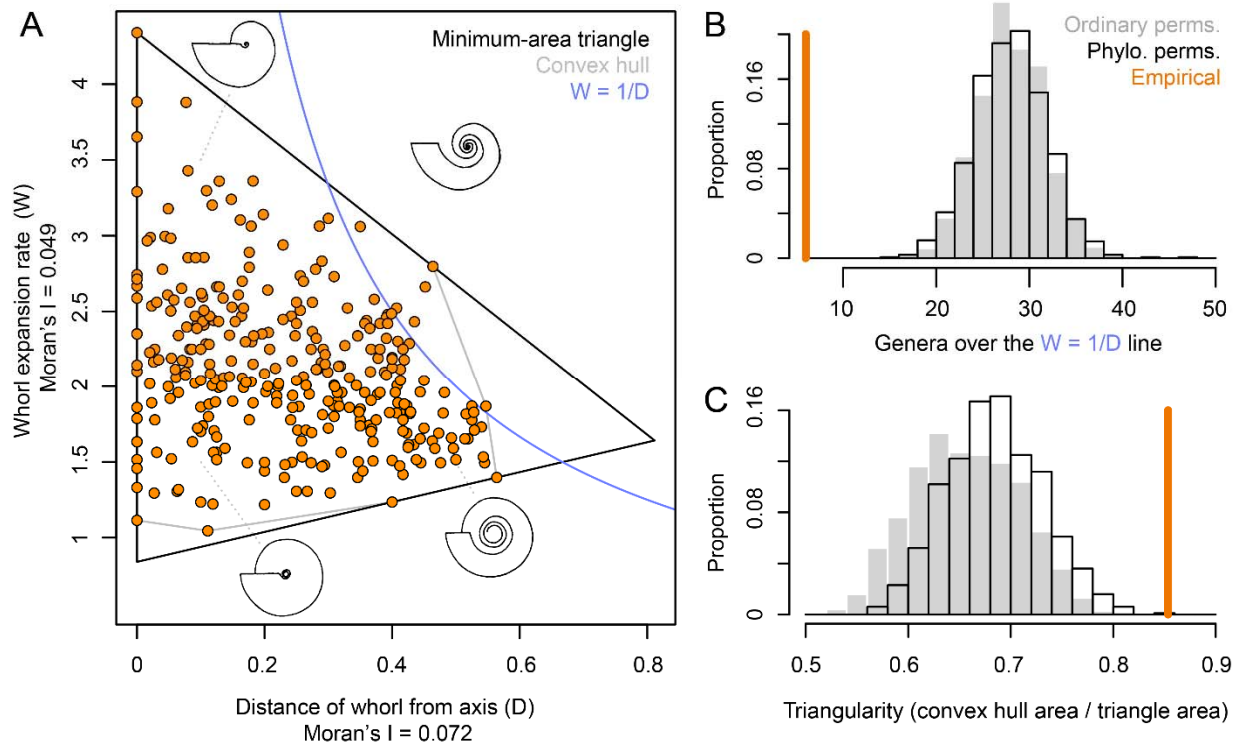 A
Minimum-area triangle
Convex hull
W = 1/D
Whorl expansion rate (W)
Moran's I = 0.049
4
3.5
3
2.5
2
1.5
1
0
0.2
0.4
0.6
0.8
Distance of whorl from axis (D)
Moran's I = 0.072
B
Ordinary perms.
Phylo. perms.
Empirical
Proportion
0.16
0.08
0
10
20
30
40
50
Genera over the W = 1/D line
C
Proportion
0.16
0.08
0
0.5
0.6
0.7
0.8
0.9
Triangularity (convex hull area / triangle area)